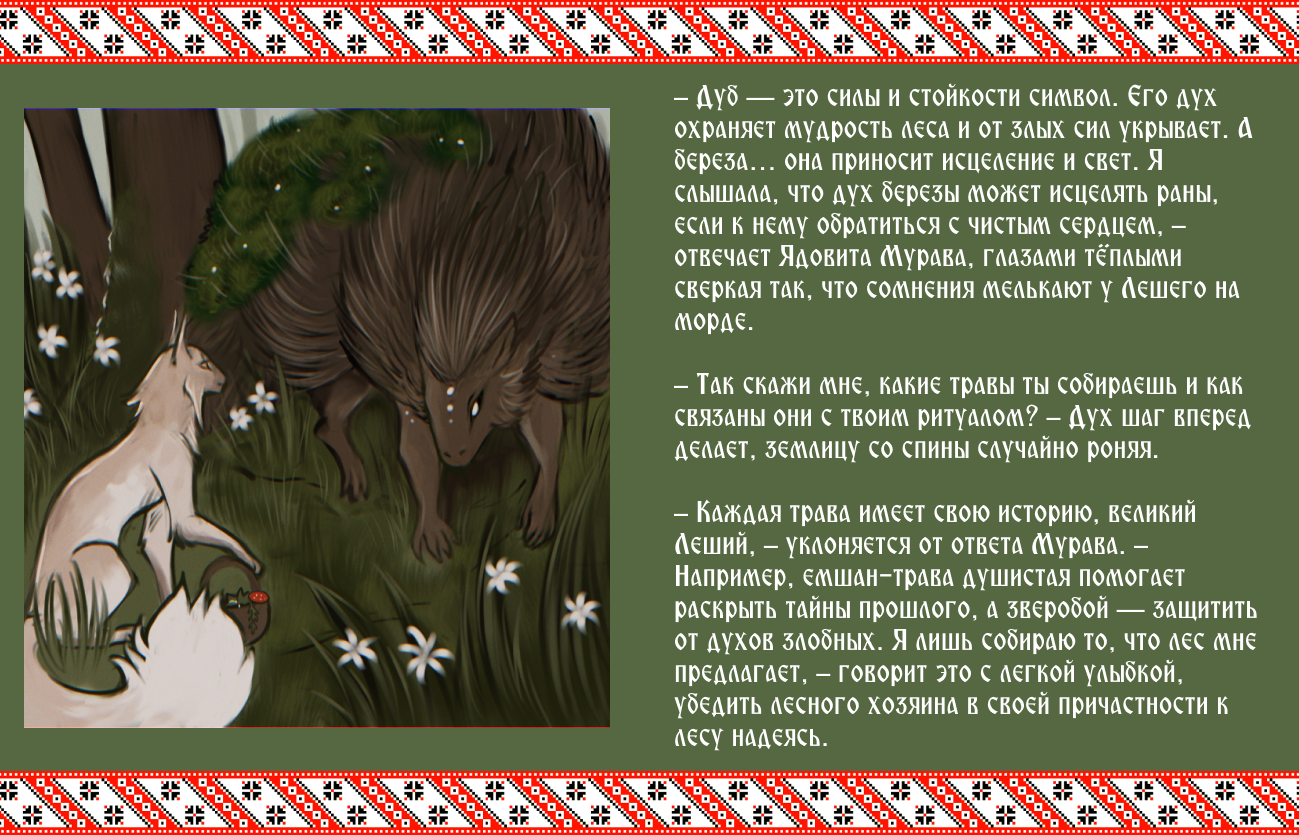 – Дуб — это силы и стойкости символ. Его дух
охраняет мудрость леса и от злых сил укрывает. А
береза... она приносит исцеление и свет. Я
слышала, что дух березы может исцелять раны,
если к нему обратиться с чистым сердцем, –
отвечает Ядовита Мурава, глазами тёплыми
сверкая так, что сомнения мелькают у Лешего на
морде.
– Так скажи мне, какие травы ты собираешь и как
связаны они с твоим ритуалом? – Дух шаг вперед
делает, землицу со спины случайно роняя.
– Каждая трава имеет свою историю, великий
Леший, – уклоняется от ответа Мурава. –
Например, емшан-трава душистая помогает
раскрыть тайны прошлого, а зверобой — защитить
от духов злобных. Я лишь собираю то, что лес мне
предлагает, – говорит это с легкой улыбкой,
убедить лесного хозяина в своей причастности к
лесу надеясь.